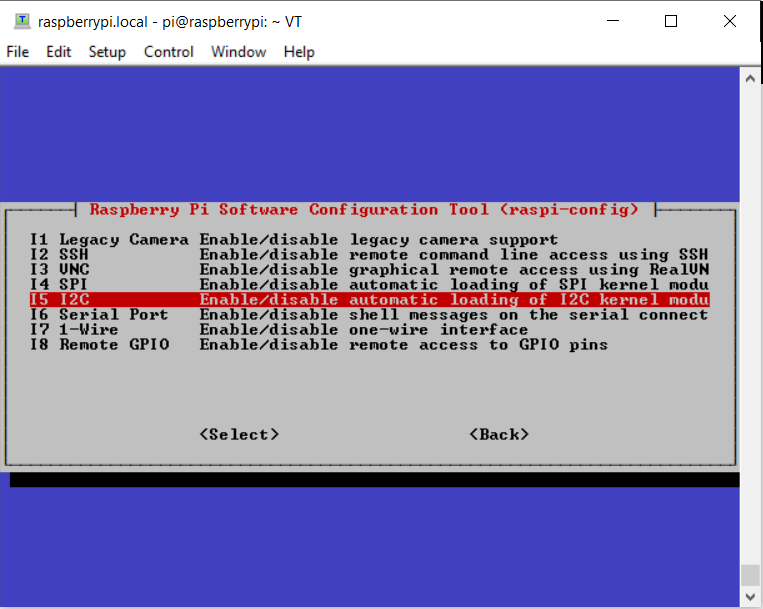 raspberrypi.local - pi@raspberrypi: ~ VT
File Edit Setup Control Window Help
Raspberry Pi Software Configuration Tool (raspi-config)
I1 Legacy Camera Enable/disable legacy camera support
I2 SSH Enable/disable remote command line access using SSH
I3 VNC Enable/disable graphical remote access using RealVN
I4 SPI Enable/disable automatic loading of SPI kernel modu
I5 I2C Enable/disable automatic loading of I2C kernel modu
I6 Serial Port Enable/disable shell messages on the serial connect
I7 1-Wire Enable/disable one-wire interface
I8 Remote GPIO Enable/disable remote access to GPIO pins
<Select> <Back>